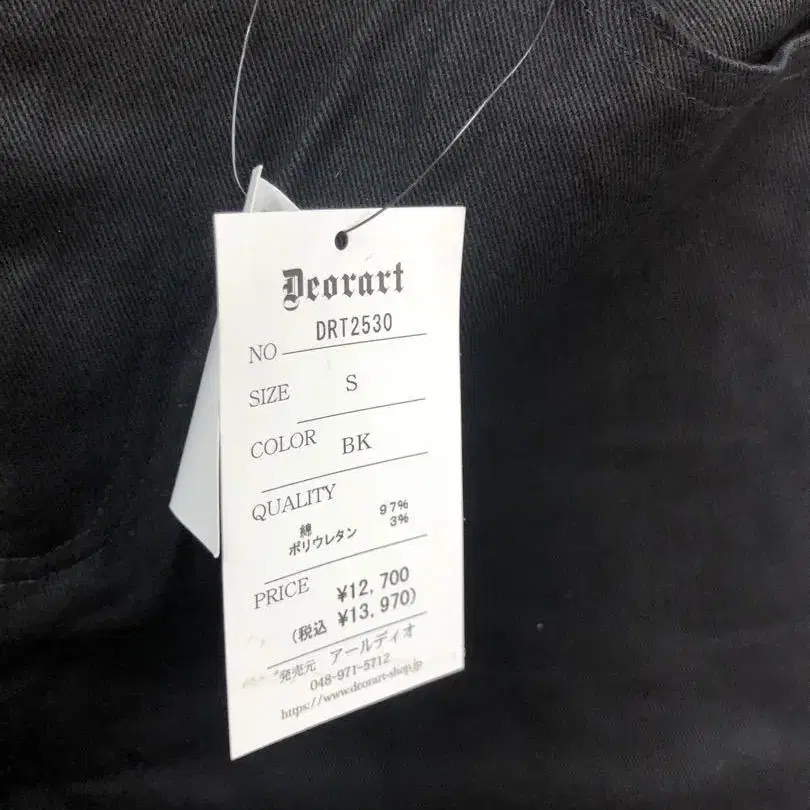 Deorart
NO DRT2530
SIZE S
COLOR BK
QUALITY
綿 97%
ポリウレタン 3%
PRICE ¥12,700
(税込 ¥13,970)
発売元 アールディオ
048-971-5712
https://www.deorart-shop.jp